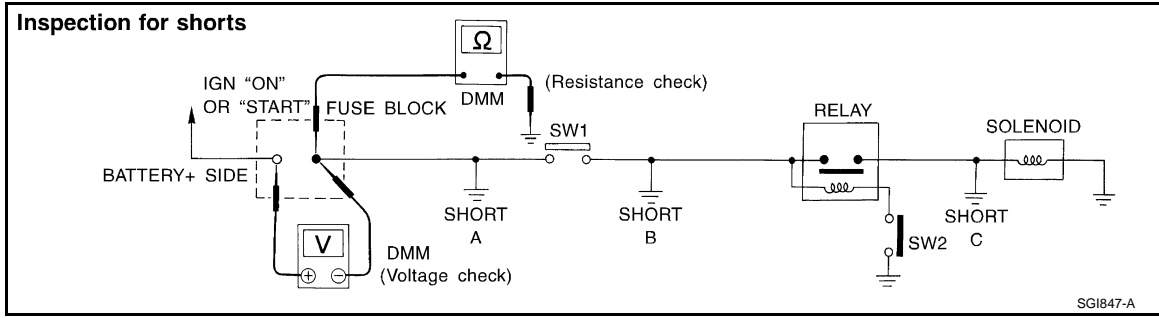 Inspection for shorts
Ω
IGN “ON”
OR “START”
FUSE BLOCK
DMM
(Resistance check)
SW1
RELAY
SOLENOID
BATTERY+ SIDE
SHORT
A
SHORT
B
SHORT
C
SW2
V
+ −
DMM
(Voltage check)
SGI847-A